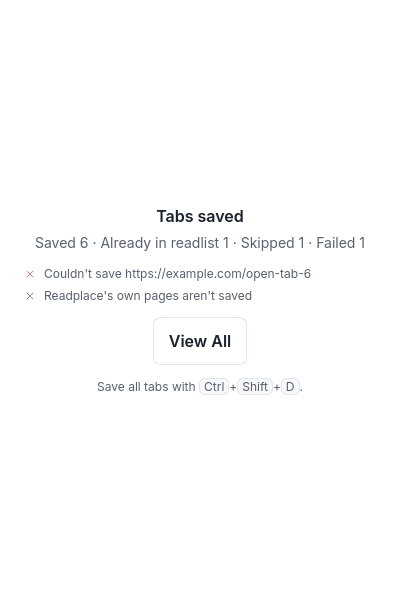 Tabs saved
Saved 6 · Already in readlist 1 · Skipped 1 · Failed 1
× Couldn't save https://example.com/open-tab-6
× Readplace's own pages aren't saved
View All
Save all tabs with Ctrl+Shift+D.